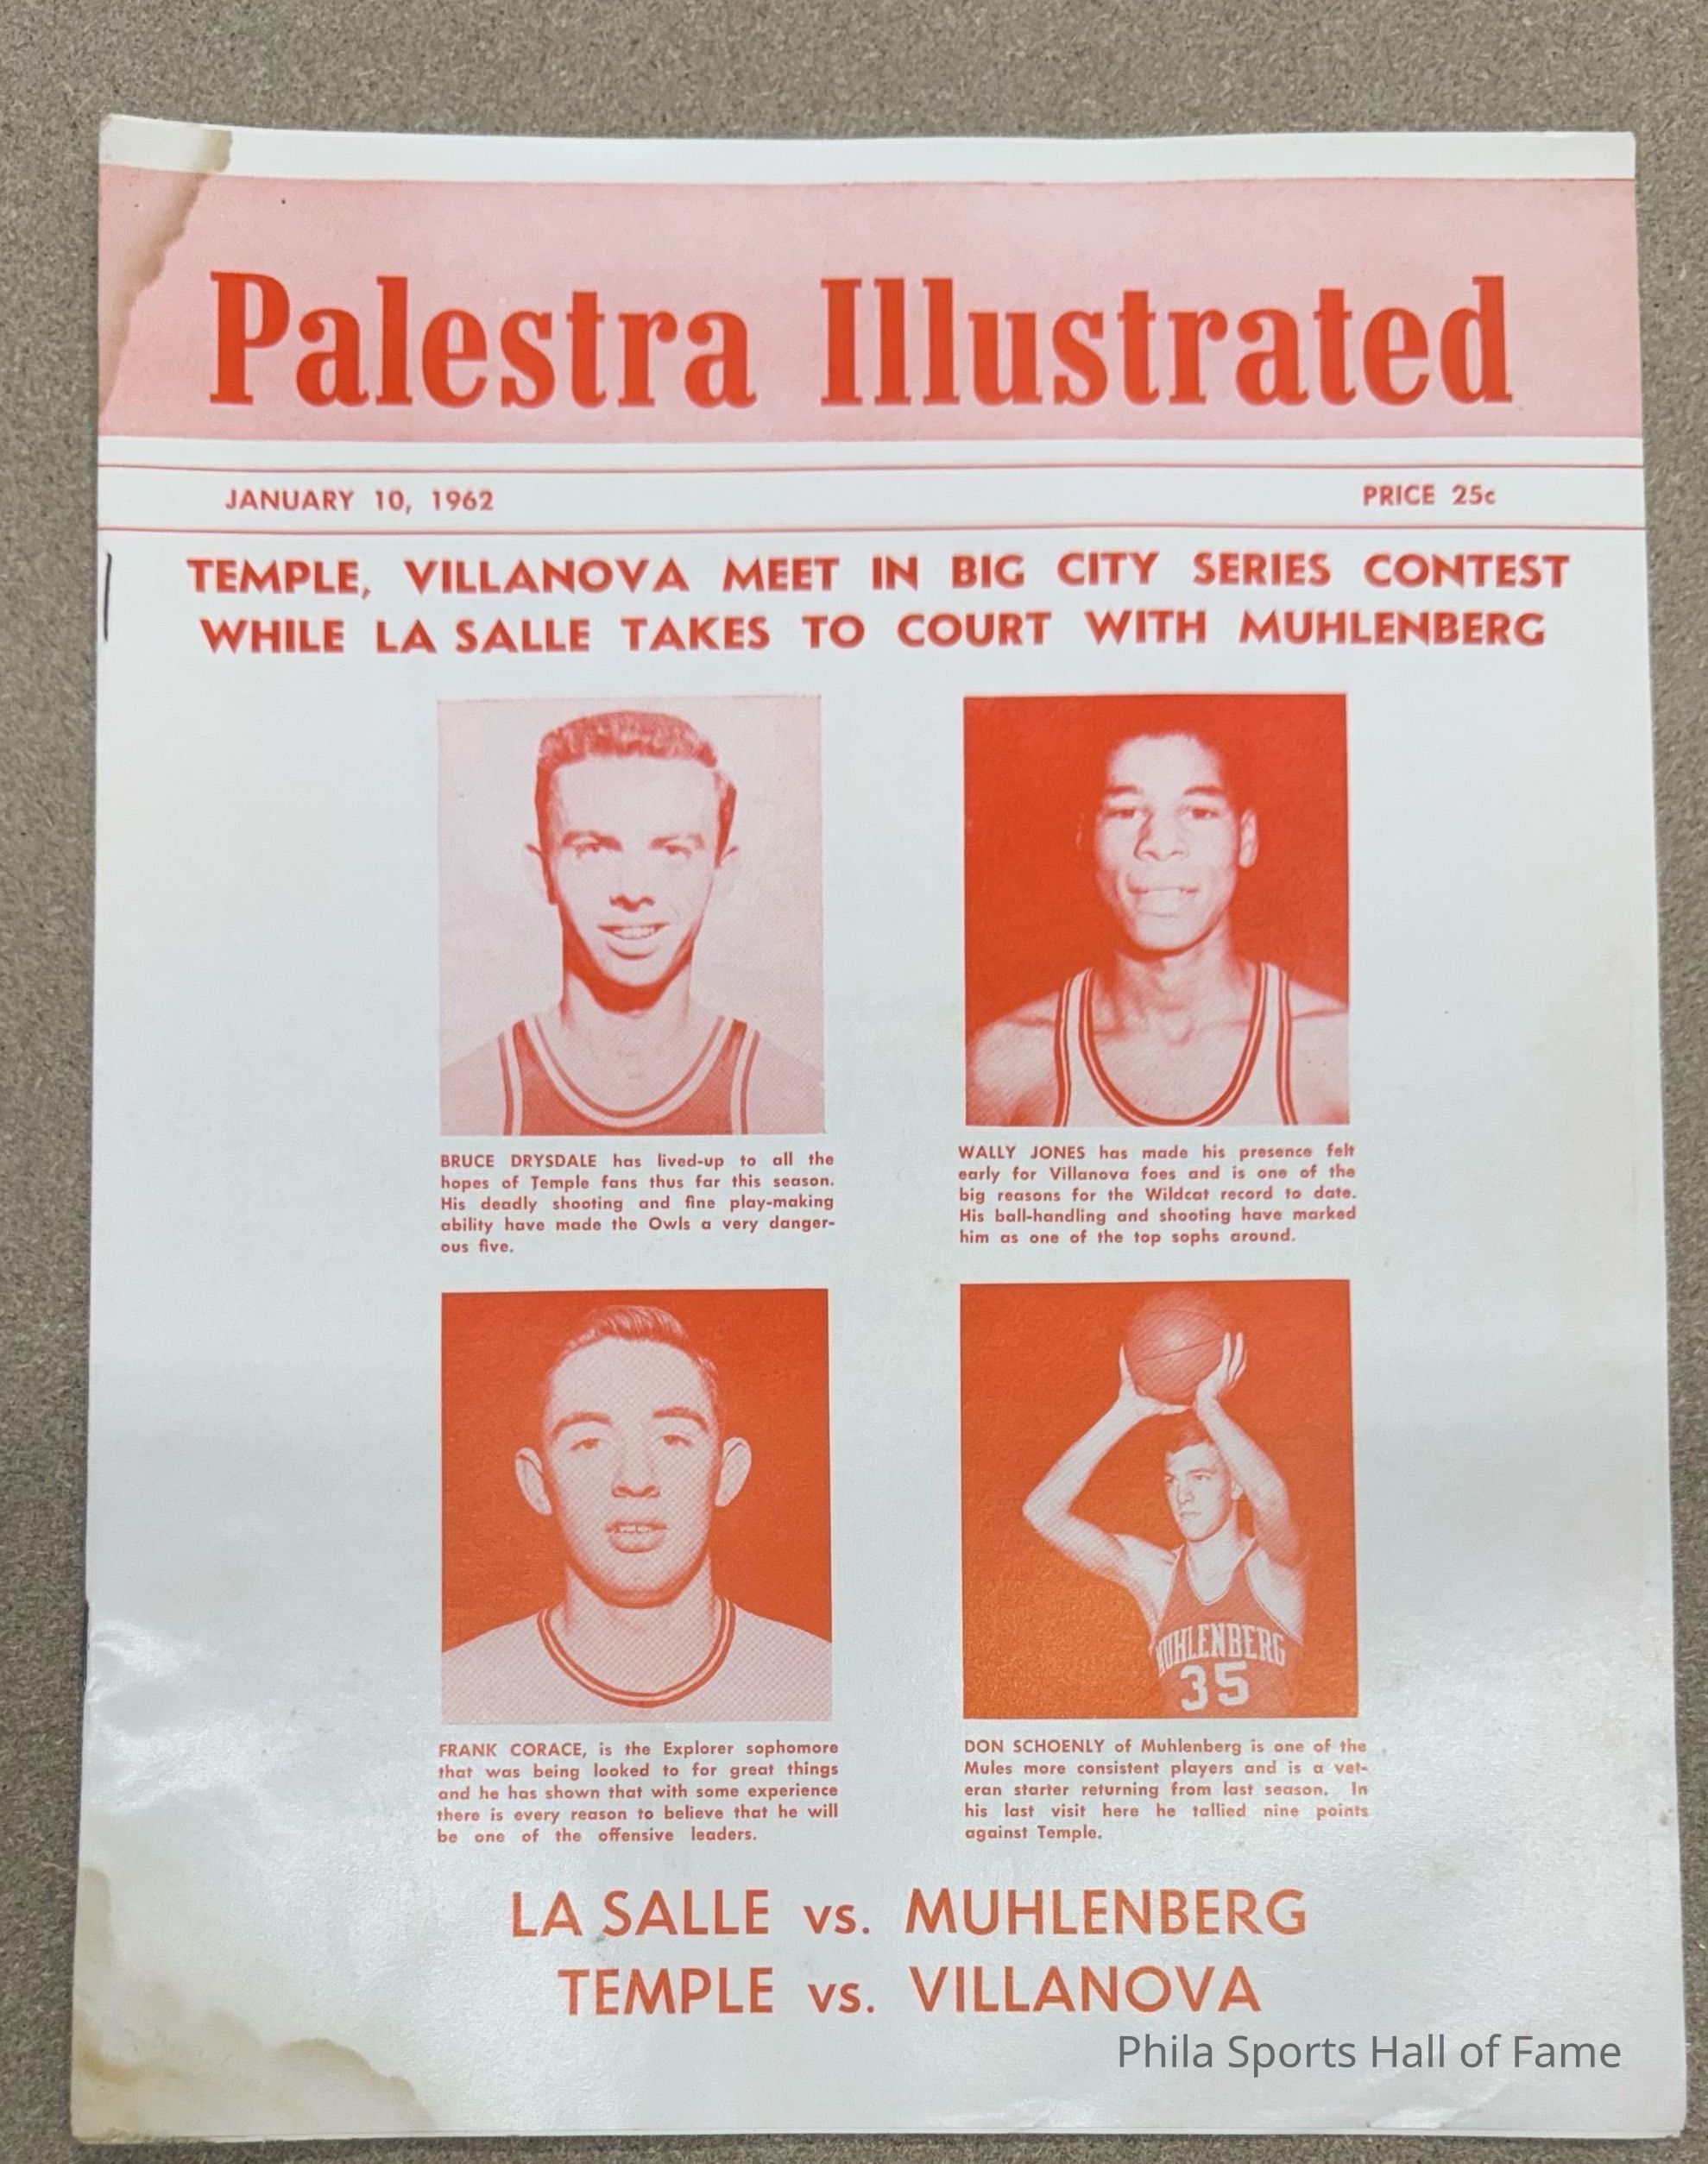 Palestra Illustrated
JANUARY 10, 1962 PRICE 25c
TEMPLE, VILLANOVA MEET IN BIG CITY SERIES CONTEST
WHILE LA SALLE TAKES TO COURT WITH MUHLENBERG
BRUCE DRYSDALE has lived-up to all the
hopes of Temple fans thus far this season.
His deadly shooting and fine play-making
ability have made the Owls a very danger-
ous five.
WALLY JONES has made his presence felt
early for Villanova foes and is one of the
big reasons for the Wildcat record to date.
His ball-handling and shooting have marked
him as one of the top sophs around.
MUHLENBERG
35
FRANK CORACE, is the Explorer sophomore
that was being looked to for great things
and he has shown that with some experience
there is every reason to believe that he will
be one of the offensive leaders.
DON SCHOENLY of Muhlenberg is one of the
Mules more consistent players and is a vet-
eran starter returning from last season. In
his last visit here he tallied nine points
against Temple.
LA SALLE vs. MUHLENBERG
TEMPLE vs. VILLANOVA
Phila Sports Hall of Fame